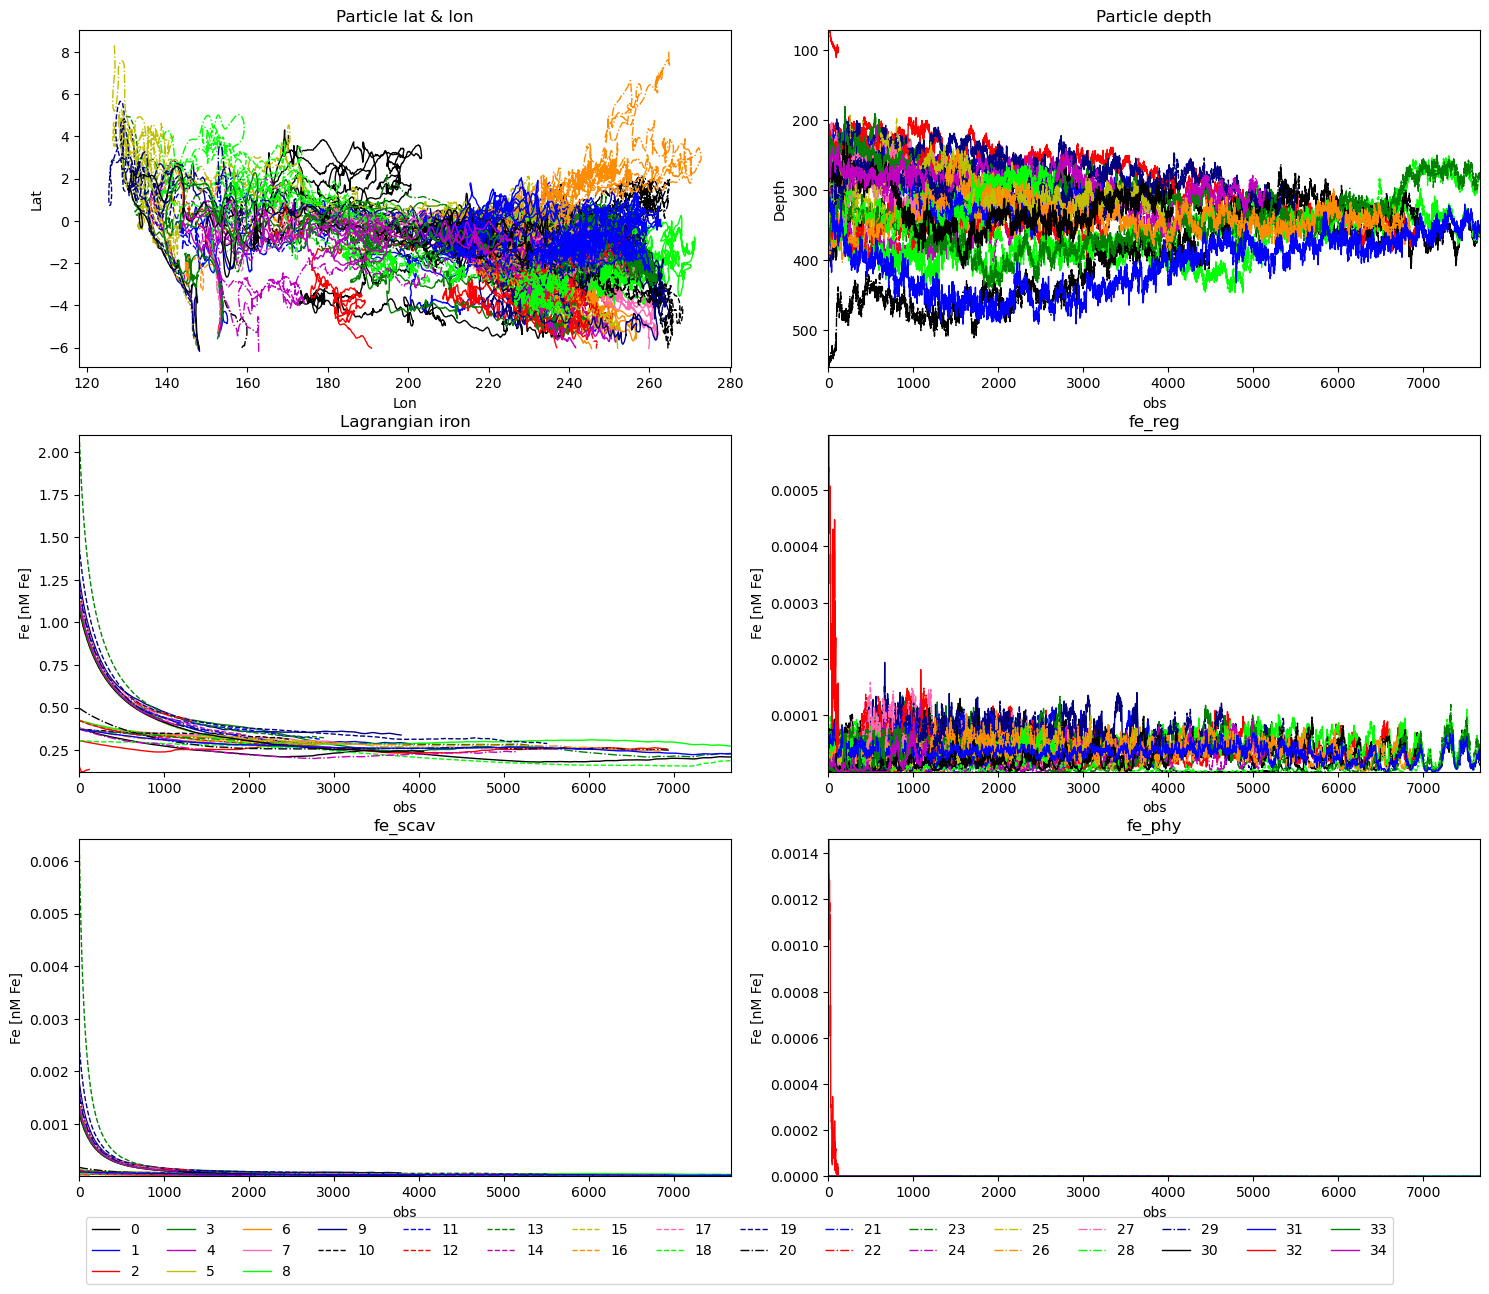 Particle lat & lon
Particle depth
8
6
4
2
0
−2
−4
−6
Lat
120 140 160 180 200 220 240 260 280
Lon
100
200
300
400
500
Depth
0 1000 2000 3000 4000 5000 6000 7000
obs
Lagrangian iron
fe_reg
2.00
1.75
1.50
1.25
1.00
0.75
0.50
0.25
Fe [nM Fe]
0 1000 2000 3000 4000 5000 6000 7000
obs
0.0005
0.0004
0.0003
0.0002
0.0001
Fe [nM Fe]
0 1000 2000 3000 4000 5000 6000 7000
obs
fe_scav
fe_phy
0.006
0.005
0.004
0.003
0.002
0.001
Fe [nM Fe]
0 1000 2000 3000 4000 5000 6000 7000
obs
0.0014
0.0012
0.0010
0.0008
0.0006
0.0004
0.0002
0.0000
Fe [nM Fe]
0 1000 2000 3000 4000 5000 6000 7000
obs
0 3 6 9 11 13 15 17 19 21 23 25 27 29 31 33
1 4 7 10 12 14 16 18 20 22 24 26 28 30 32 34
2 5 8